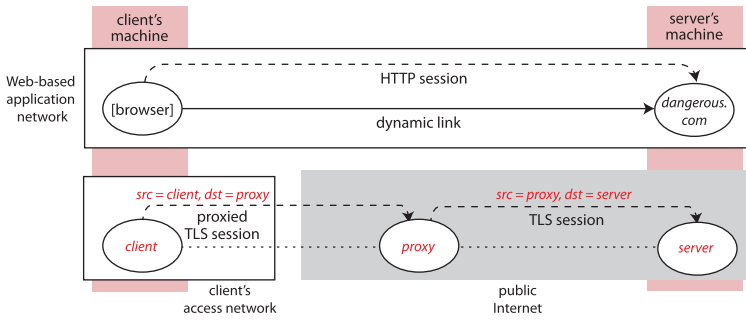 client's
machine
server's
machine
Web-based
application
network
HTTP session
[browser]
dangerous.
com
dynamic link
src = client, dst = proxy
src = proxy, dst = server
proxied
TLS session
TLS session
client
proxy
server
client's
access network
public
Internet